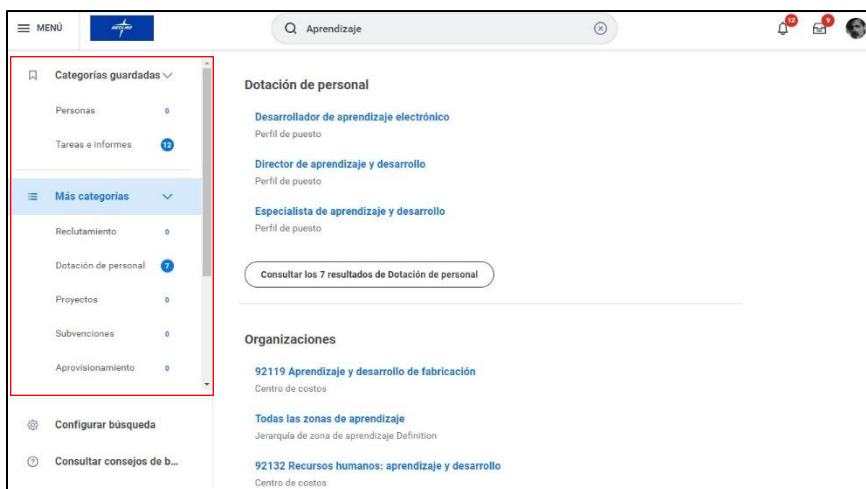 MENÚ
MEDLINE
Aprendizaje
12
9
Categorías guardadas
Personas 0
Tareas e informes 12
Más categorías
Reclutamiento 0
Dotación de personal 7
Proyectos 0
Subvenciones 0
Aprovisionamiento 0
Configurar búsqueda
Consultar consejos de b...
Dotación de personal
Desarrollador de aprendizaje electrónico
Perfil de puesto
Director de aprendizaje y desarrollo
Perfil de puesto
Especialista de aprendizaje y desarrollo
Perfil de puesto
Consultar los 7 resultados de Dotación de personal
Organizaciones
92119 Aprendizaje y desarrollo de fabricación
Centro de costos
Todas las zonas de aprendizaje
Jerarquía de zona de aprendizaje Definition
92132 Recursos humanos: aprendizaje y desarrollo
Centro de costos